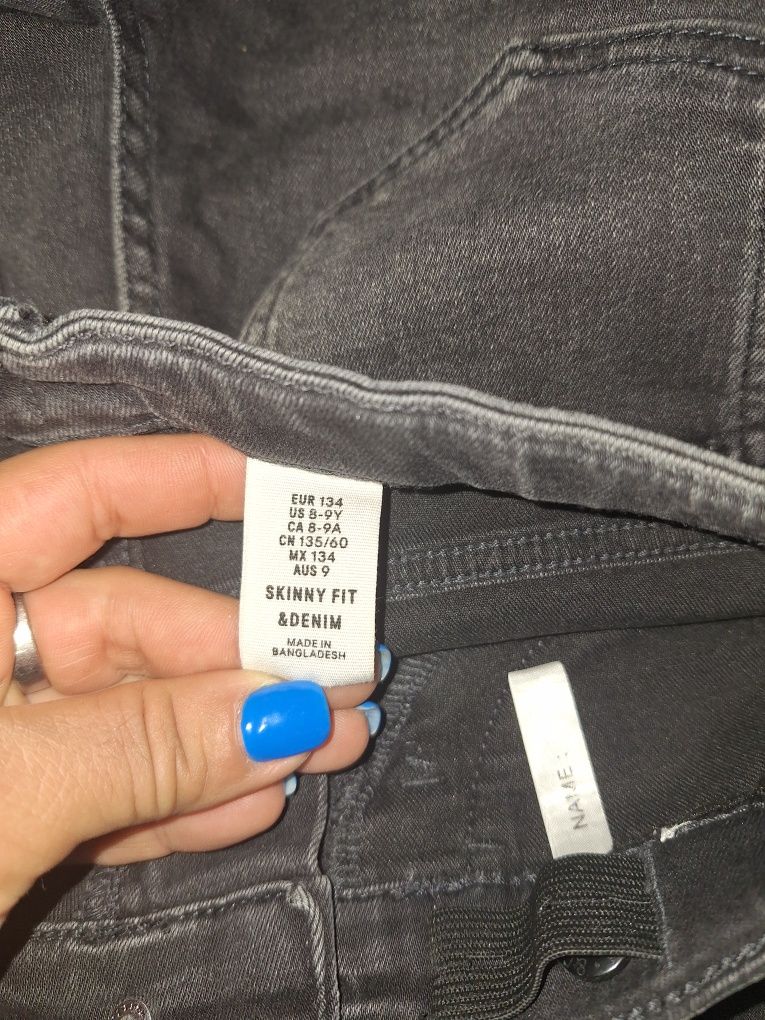 EUR 134
US 8-9Y
CA 8-9A
CN 135/60
MX 134
AUS 9
SKINNY FIT
&DENIM
MADE IN
BANGLADESH
NAME :